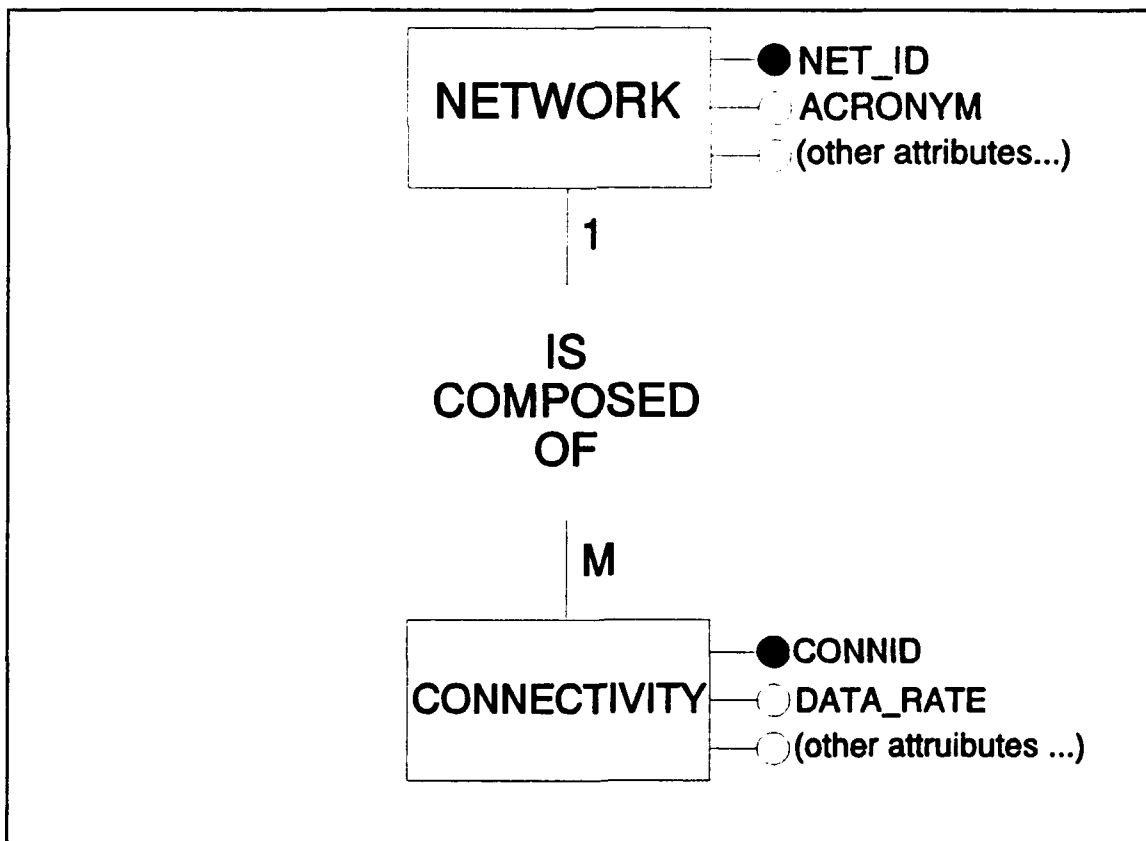 NETWORK
NET_ID
ACRONYM
(other attributes...)
1
IS
COMPOSED
OF
M
CONNECTIVITY
CONNID
DATA_RATE
(other attruibutes ...)